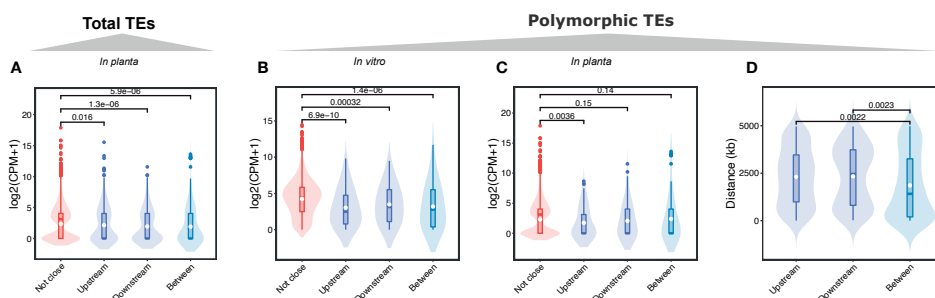 Total TEs
Polymorphic TEs
A
In planta
B
In vitro
C
In planta
D
5.9e-06
1.3e-06
0.016
log2(CPM+1)
20
15
10
5
0
Not close
Upstream
Downstream
Between
1.4e-06
0.00032
6.9e-10
log2(CPM+1)
15
10
5
0
Not close
Upstream
Downstream
Between
0.14
0.15
0.0036
log2(CPM+1)
20
15
10
5
0
Not close
Upstream
Downstream
Between
0.0023
0.0022
Distance (kb)
5000
2500
0
Upstream
Downstream
Between